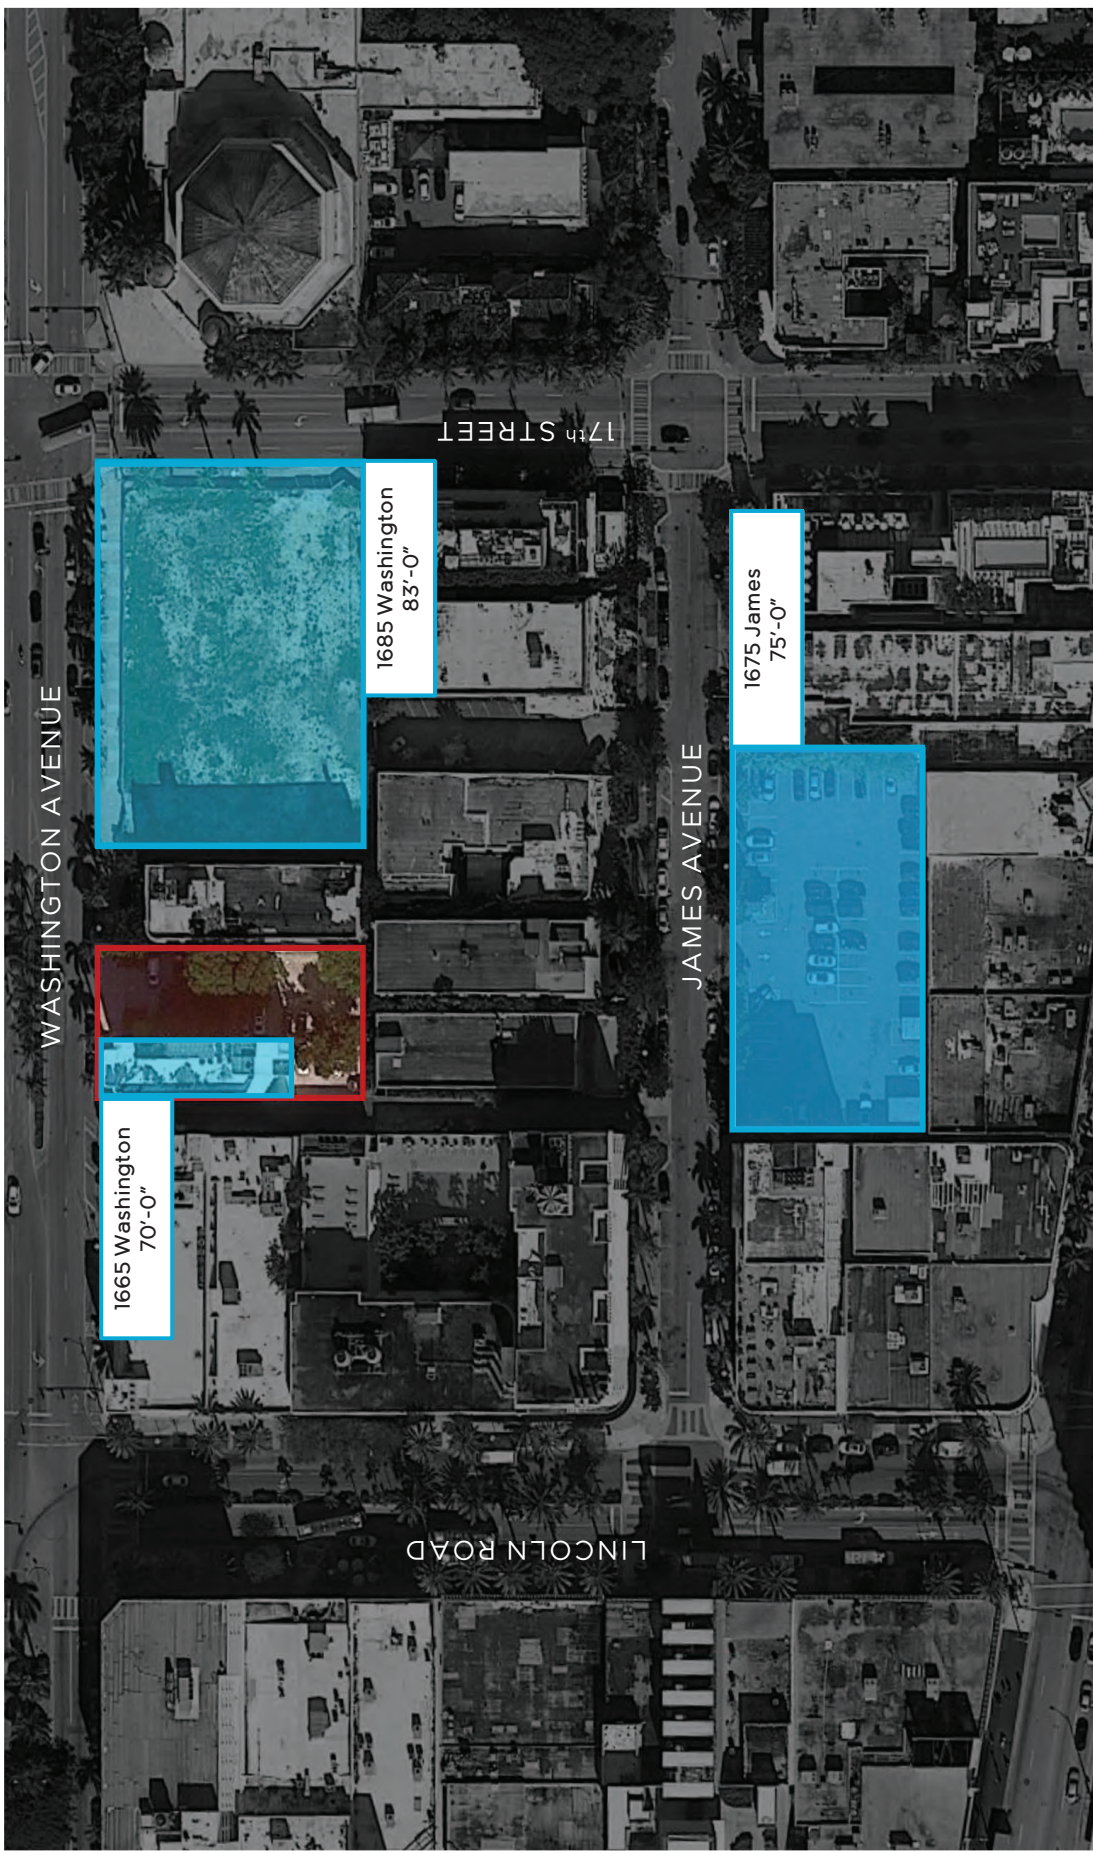 17th STREET
1685 Washington
83'-0"
1675 James
75'-0"
WASHINGTON AVENUE
JAMES AVENUE
1665 Washington
70'-0"
LINCOLN ROAD